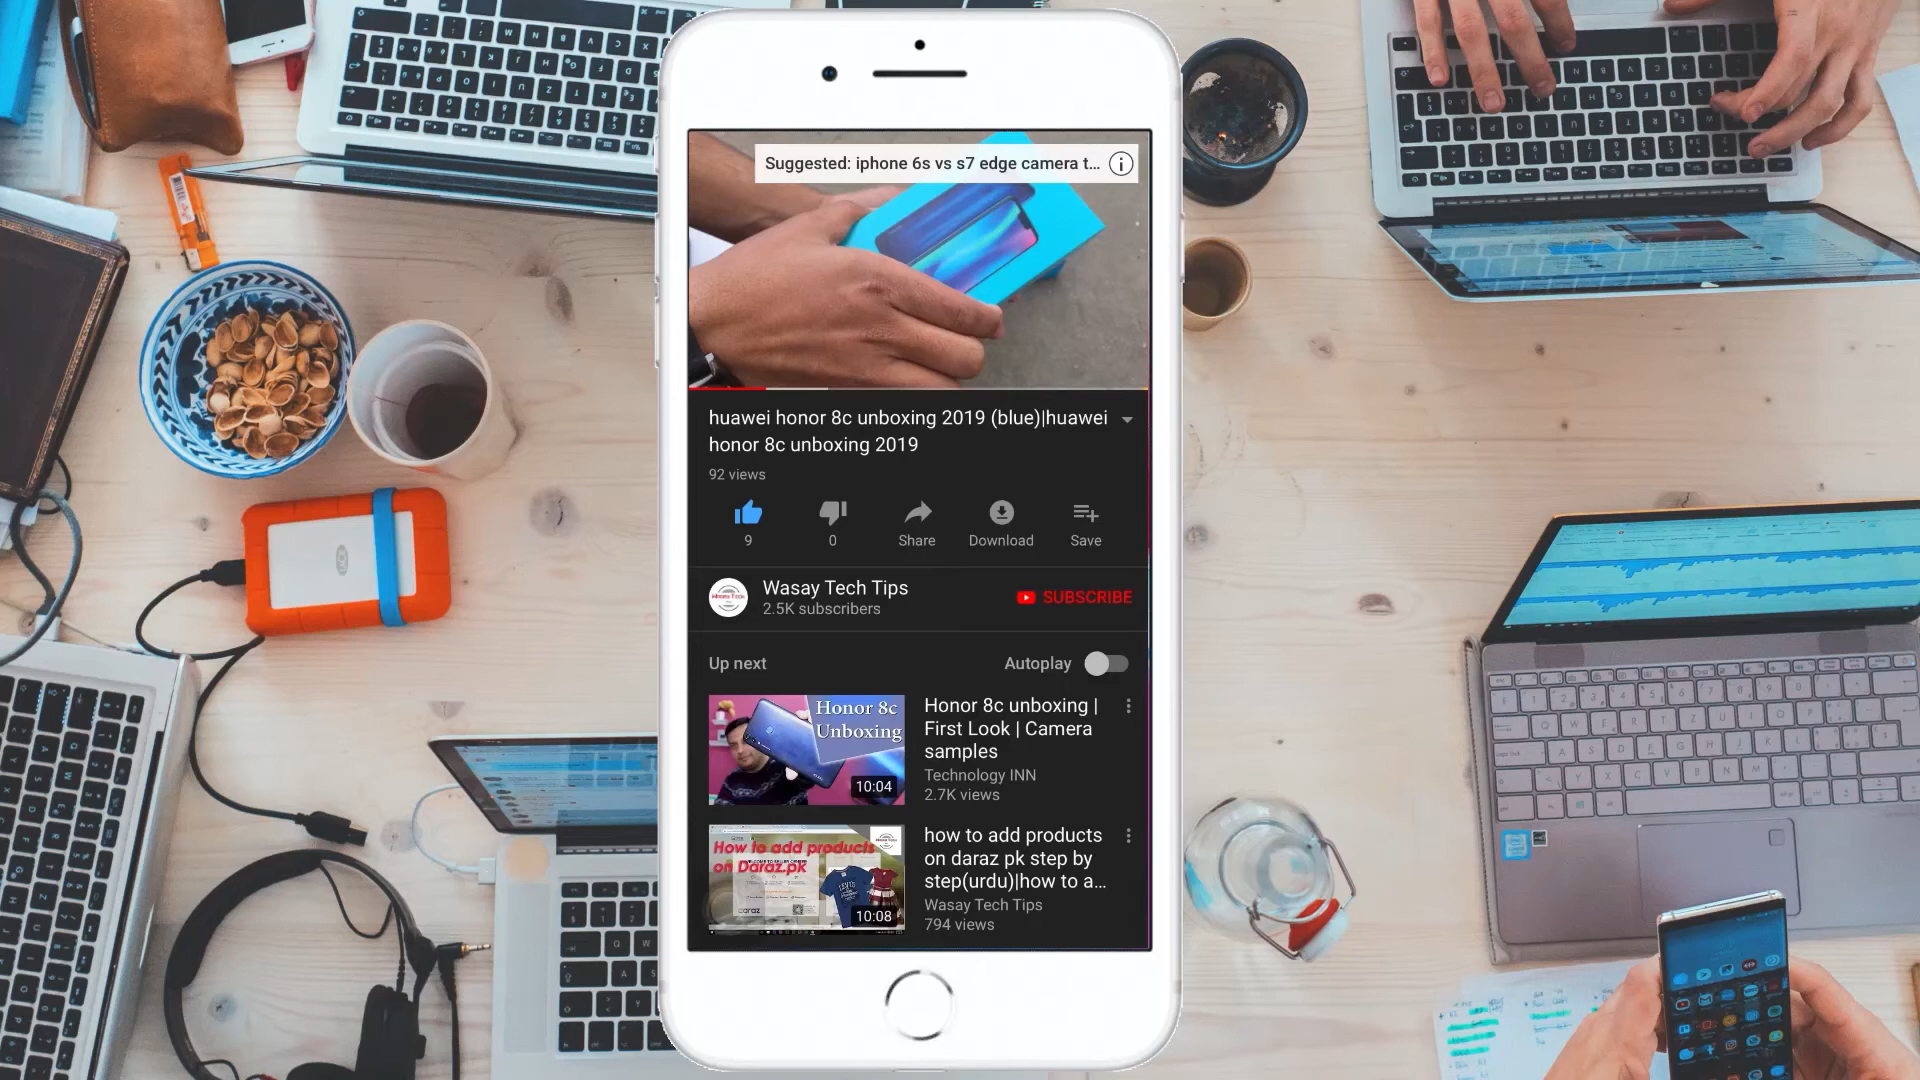 Suggested: iphone 6s vs s7 edge camera t...
huawei honor 8c unboxing 2019 (blue)|huawei
honor 8c unboxing 2019
92 views
9
0
Share
Download
Save
Wasay Tech Tips
2.5K subscribers
SUBSCRIBE
Up next
Autoplay
Honor 8c
Unboxing
10:04
Honor 8c unboxing |
First Look | Camera
samples
Technology INN
2.7K views
How to add products
on Daraz.pk
10:08
how to add products
on daraz pk step by
step(urdu)|how to a...
Wasay Tech Tips
794 views